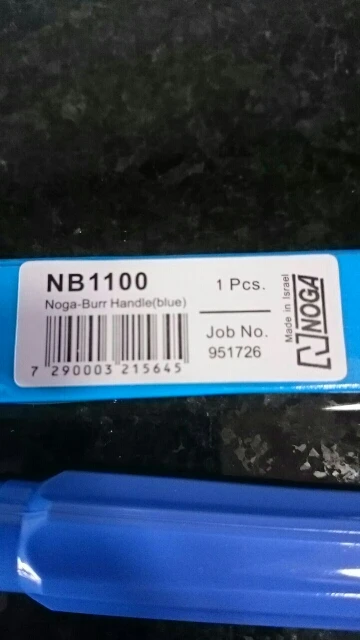 NB1100
Noga-Burr Handle(blue)
7 290003 215645
1 Pcs.
Job No.
951726
Made in Israel
NOGA